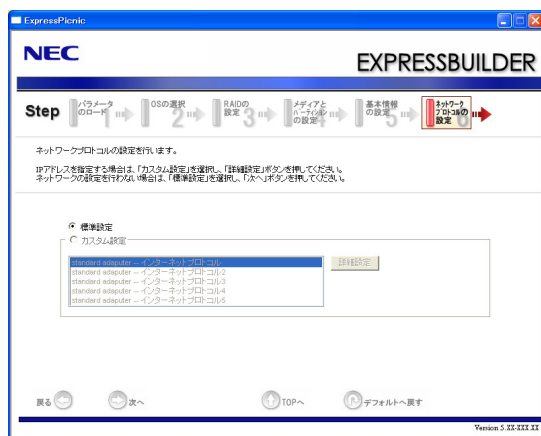 ExpressPicnic
NEC
EXPRESSBUILDER
Step
パラメータのロード 1
OSの選択 2
RAIDの設定 3
メディアとパーティションの設定 4
基本情報の設定 5
ネットワークプロトコルの設定 6
ネットワークプロトコルの設定を行います。
IPアドレスを指定する場合は、「カスタム設定」を選択し、「詳細設定」ボタンを押してください。
ネットワークの設定を行わない場合は、「標準設定」を選択し、「次へ」ボタンを押してください。
標準設定
カスタム設定
standard adaputer -- インターネットプロトコル
standard adaputer -- インターネットプロトコル2
standard adaputer -- インターネットプロトコル3
standard adaputer -- インターネットプロトコル4
standard adaputer -- インターネットプロトコル5
詳細設定
戻る
次へ
TOPへ
デフォルトへ戻す
Version 5.XX-XXX.XX